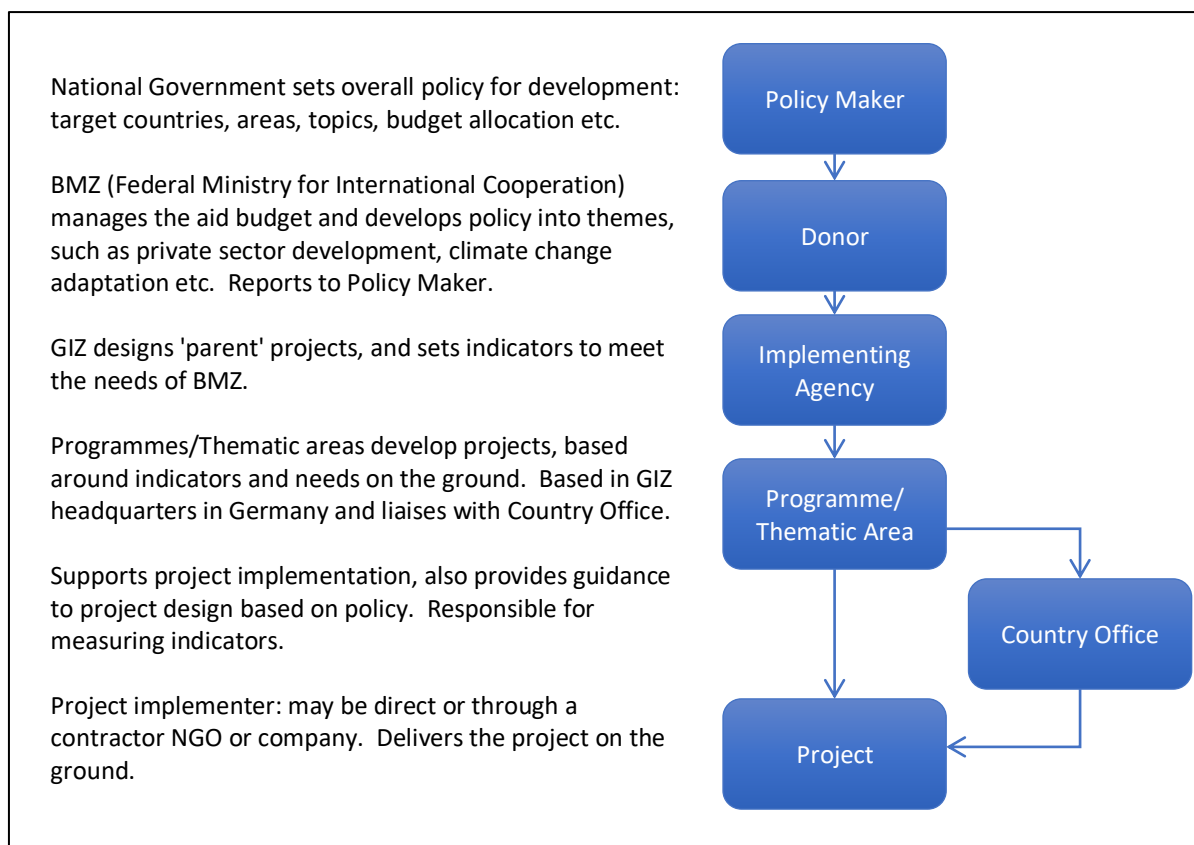 National Government sets overall policy for development:
target countries, areas, topics, budget allocation etc.
BMZ (Federal Ministry for International Cooperation)
manages the aid budget and develops policy into themes,
such as private sector development, climate change
adaptation etc.  Reports to Policy Maker.
GIZ designs 'parent' projects, and sets indicators to meet
the needs of BMZ.
Programmes/Thematic areas develop projects, based
around indicators and needs on the ground.  Based in GIZ
headquarters in Germany and liaises with Country Office.
Supports project implementation, also provides guidance
to project design based on policy.  Responsible for
measuring indicators.
Project implementer: may be direct or through a
contractor NGO or company.  Delivers the project on the
ground.
Policy Maker
Donor
Implementing
Agency
Programme/
Thematic Area
Country Office
Project